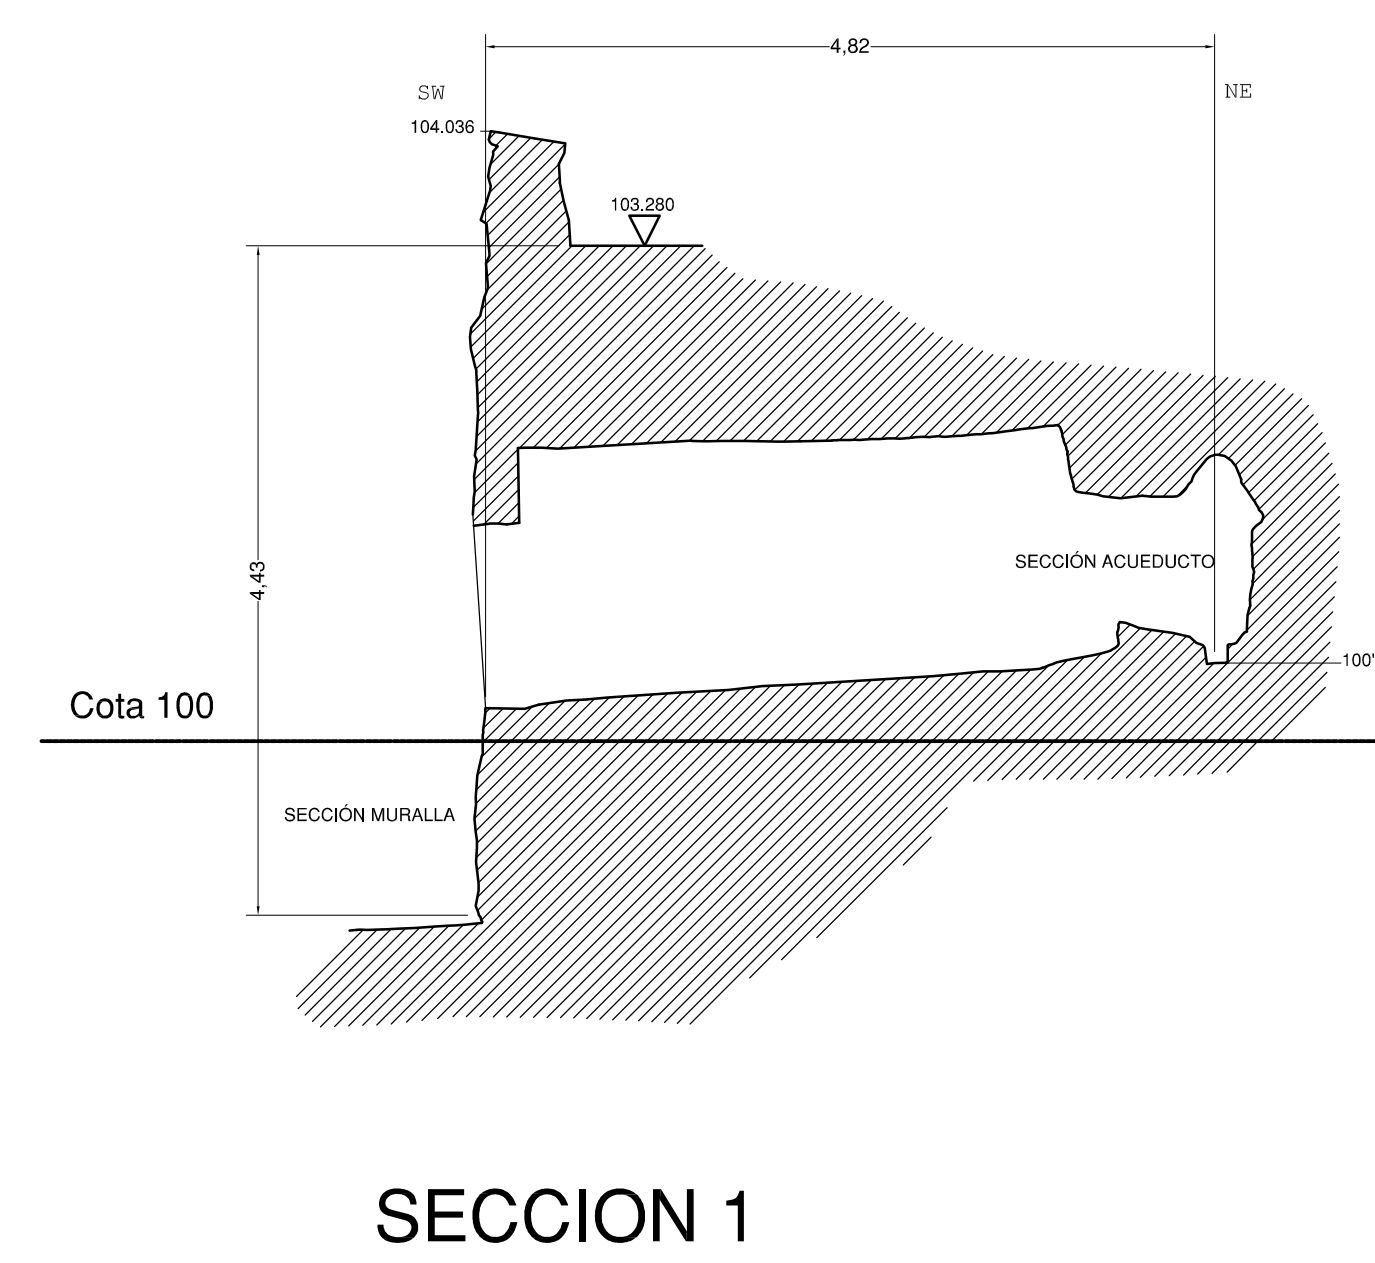 4,82
SW
NE
104.036
103.280
4,43
SECCIÓN ACUEDUCTO
100'
Cota 100
SECCIÓN MURALLA
SECCION 1